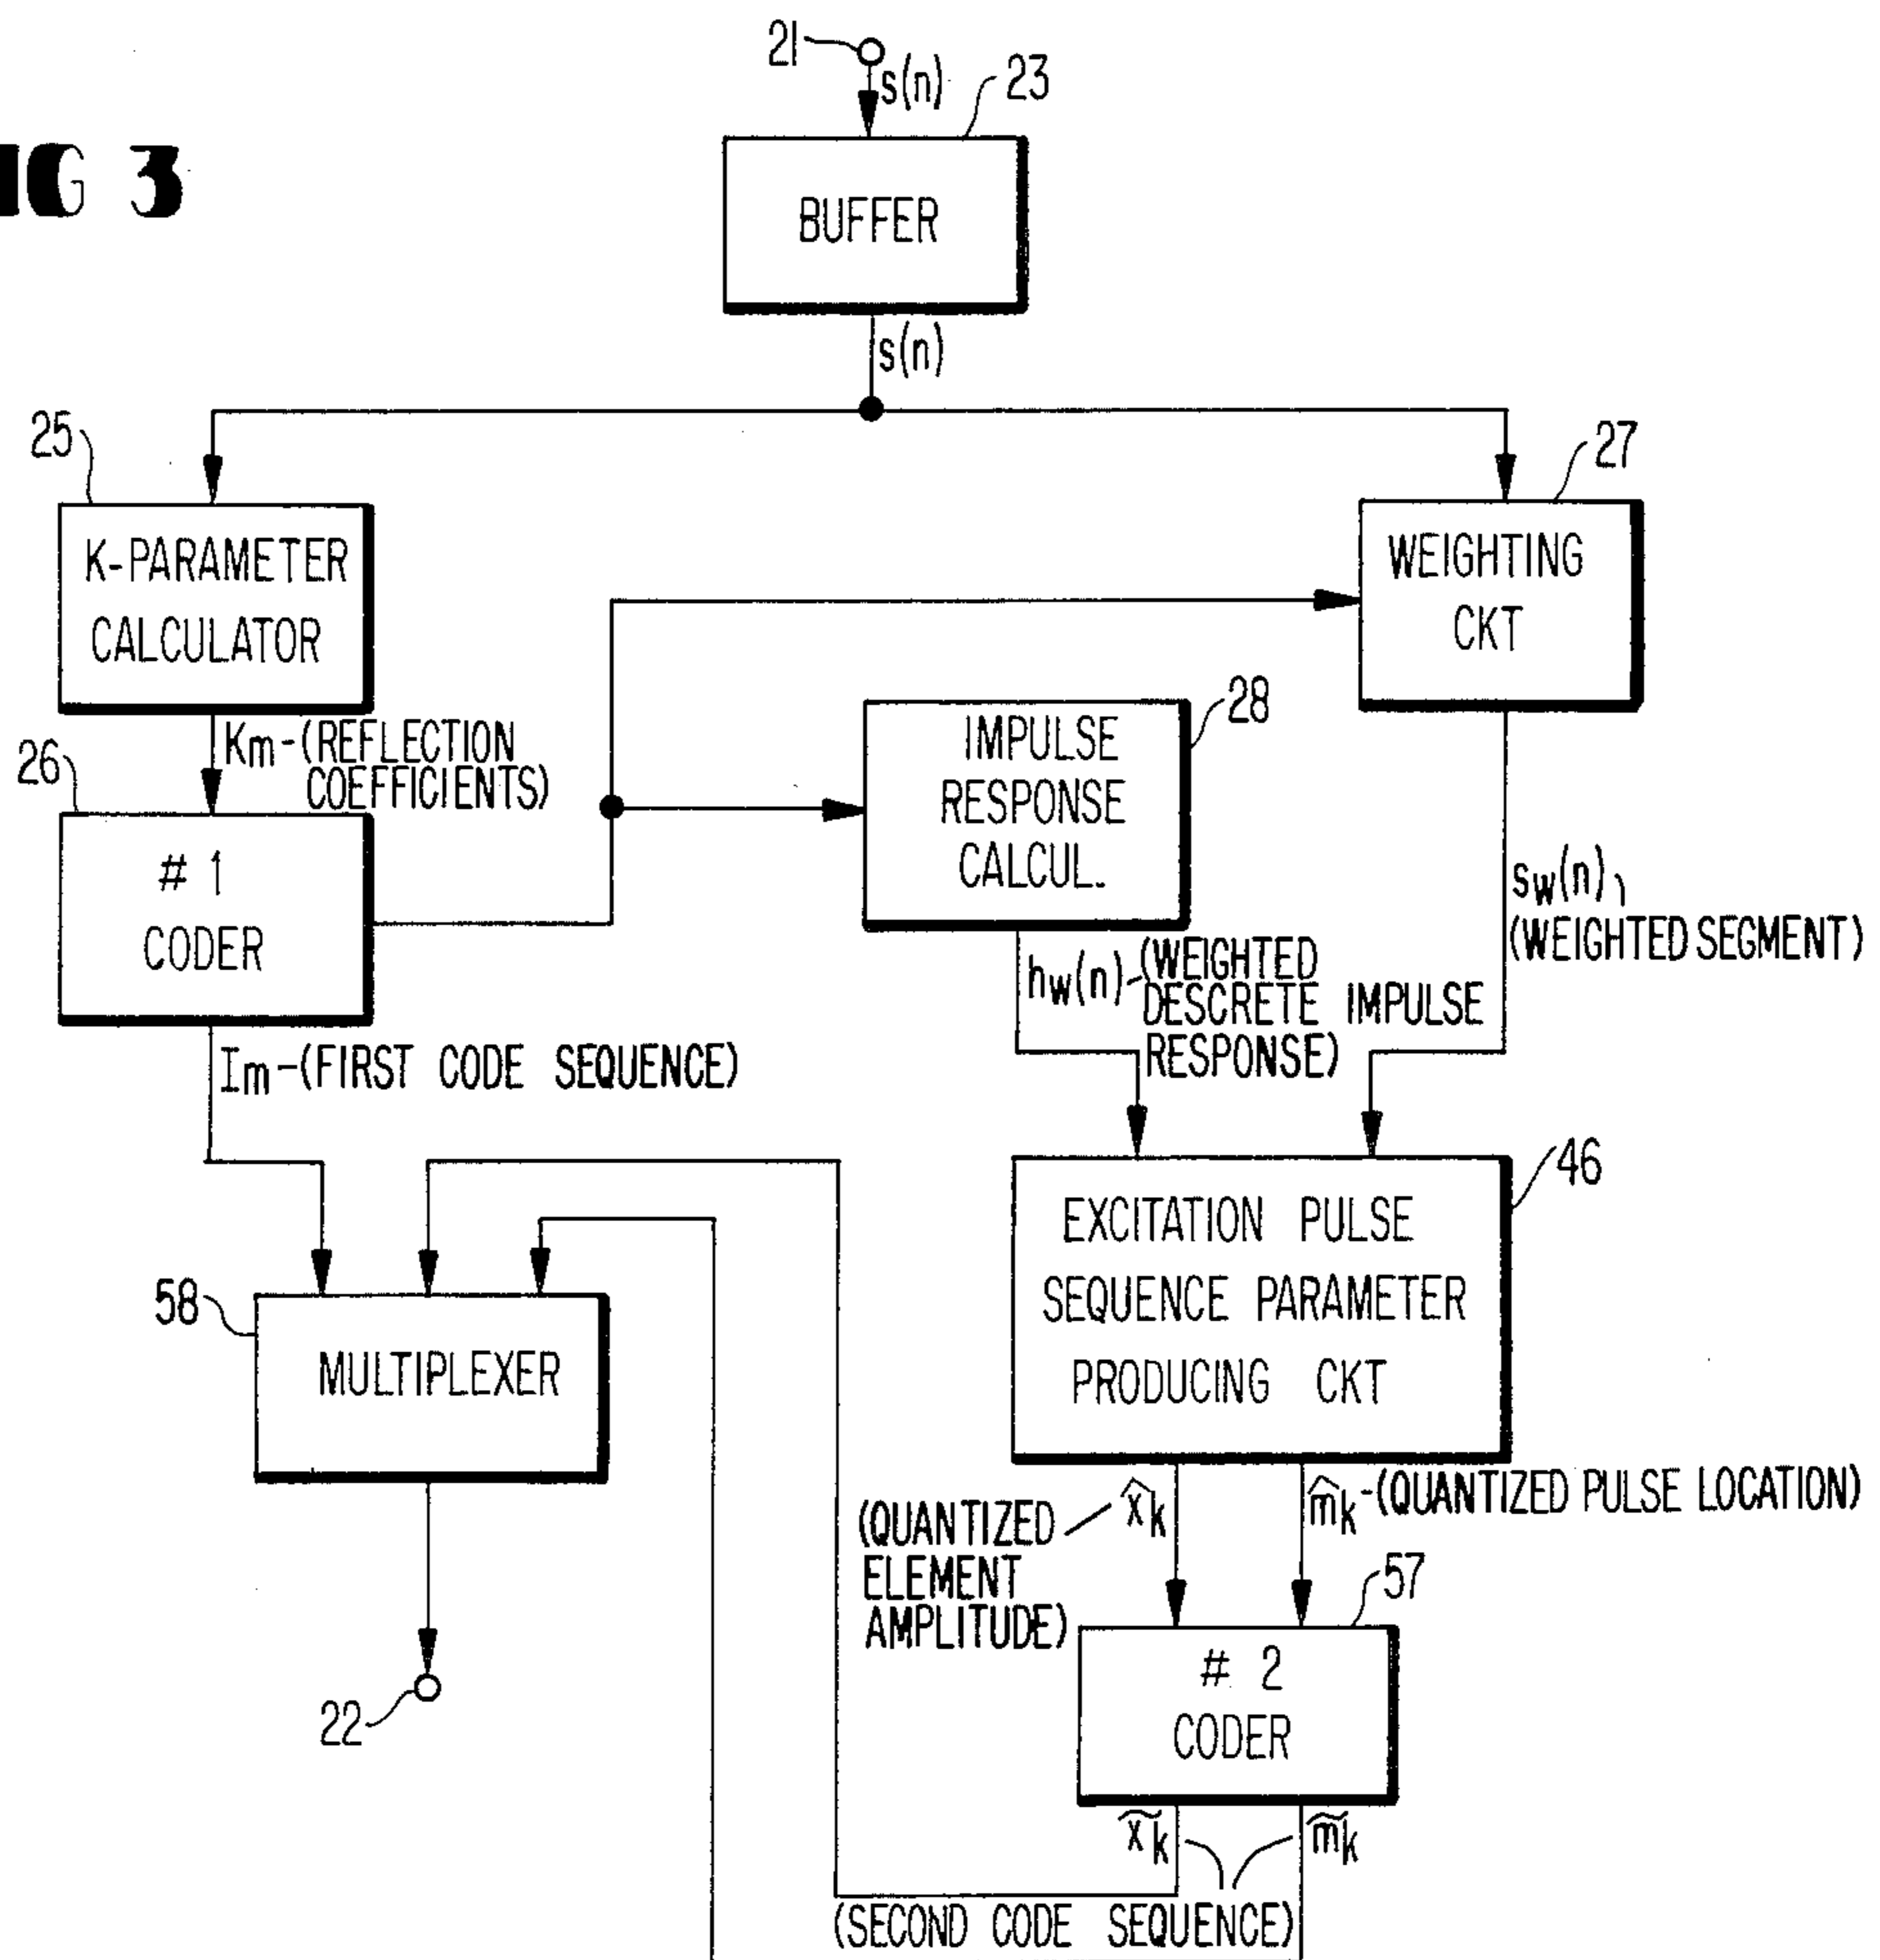 IG 3
21
s(n)
23
BUFFER
s(n)
25
27
K-PARAMETER
CALCULATOR
WEIGHTING
CKT
Km-(REFLECTION
COEFFICIENTS)
26
28
IMPULSE
RESPONSE
CALCUL.
# 1
CODER
sw(n)
(WEIGHTED SEGMENT)
hw(n)-(WEIGHTED
DESCRETE IMPULSE
RESPONSE)
Im-(FIRST CODE SEQUENCE)
46
EXCITATION PULSE
SEQUENCE PARAMETER
PRODUCING CKT
58
MULTIPLEXER
x̂k
m̂k-(QUANTIZED PULSE LOCATION)
(QUANTIZED
ELEMENT
AMPLITUDE)
57
# 2
CODER
22
x̃k
m̃k
(SECOND CODE SEQUENCE)